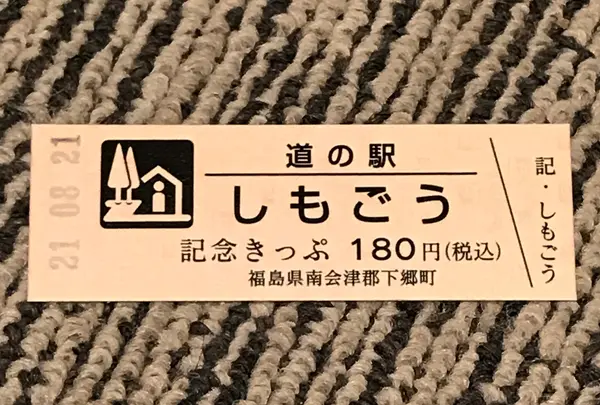 21 08 21
道の駅
しもごう
記念きっぷ 180円(税込)
福島県南会津郡下郷町
記・しもごう